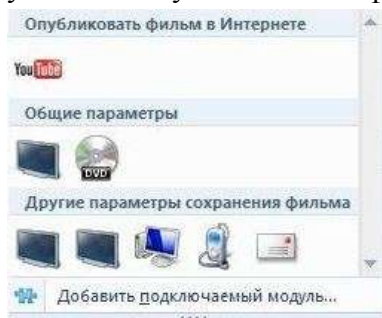 Опубликовать фильм в Интернете
YouTube
Общие параметры
DVD
Другие параметры сохранения фильма
Добавить подключаемый модуль...